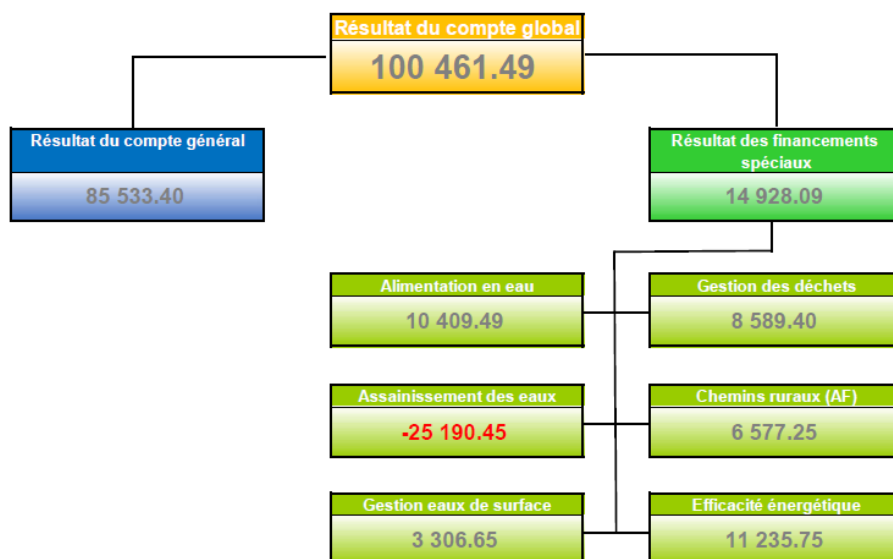 Résultat du compte global
100 461.49
Résultat du compte général
85 533.40
Résultat des financements
spéciaux
14 928.09
Alimentation en eau
10 409.49
Gestion des déchets
8 589.40
Assainissement des eaux
-25 190.45
Chemins ruraux (AF)
6 577.25
Gestion eaux de surface
3 306.65
Efficacité énergétique
11 235.75